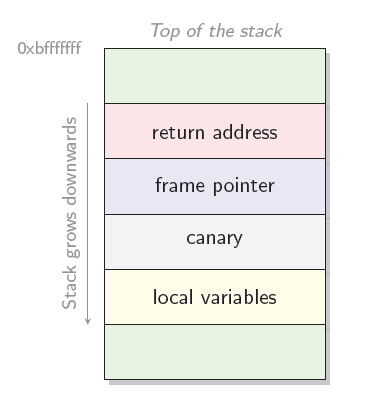 Top of the stack
0xbfffffff
return address
frame pointer
canary
local variables
Stack grows downwards